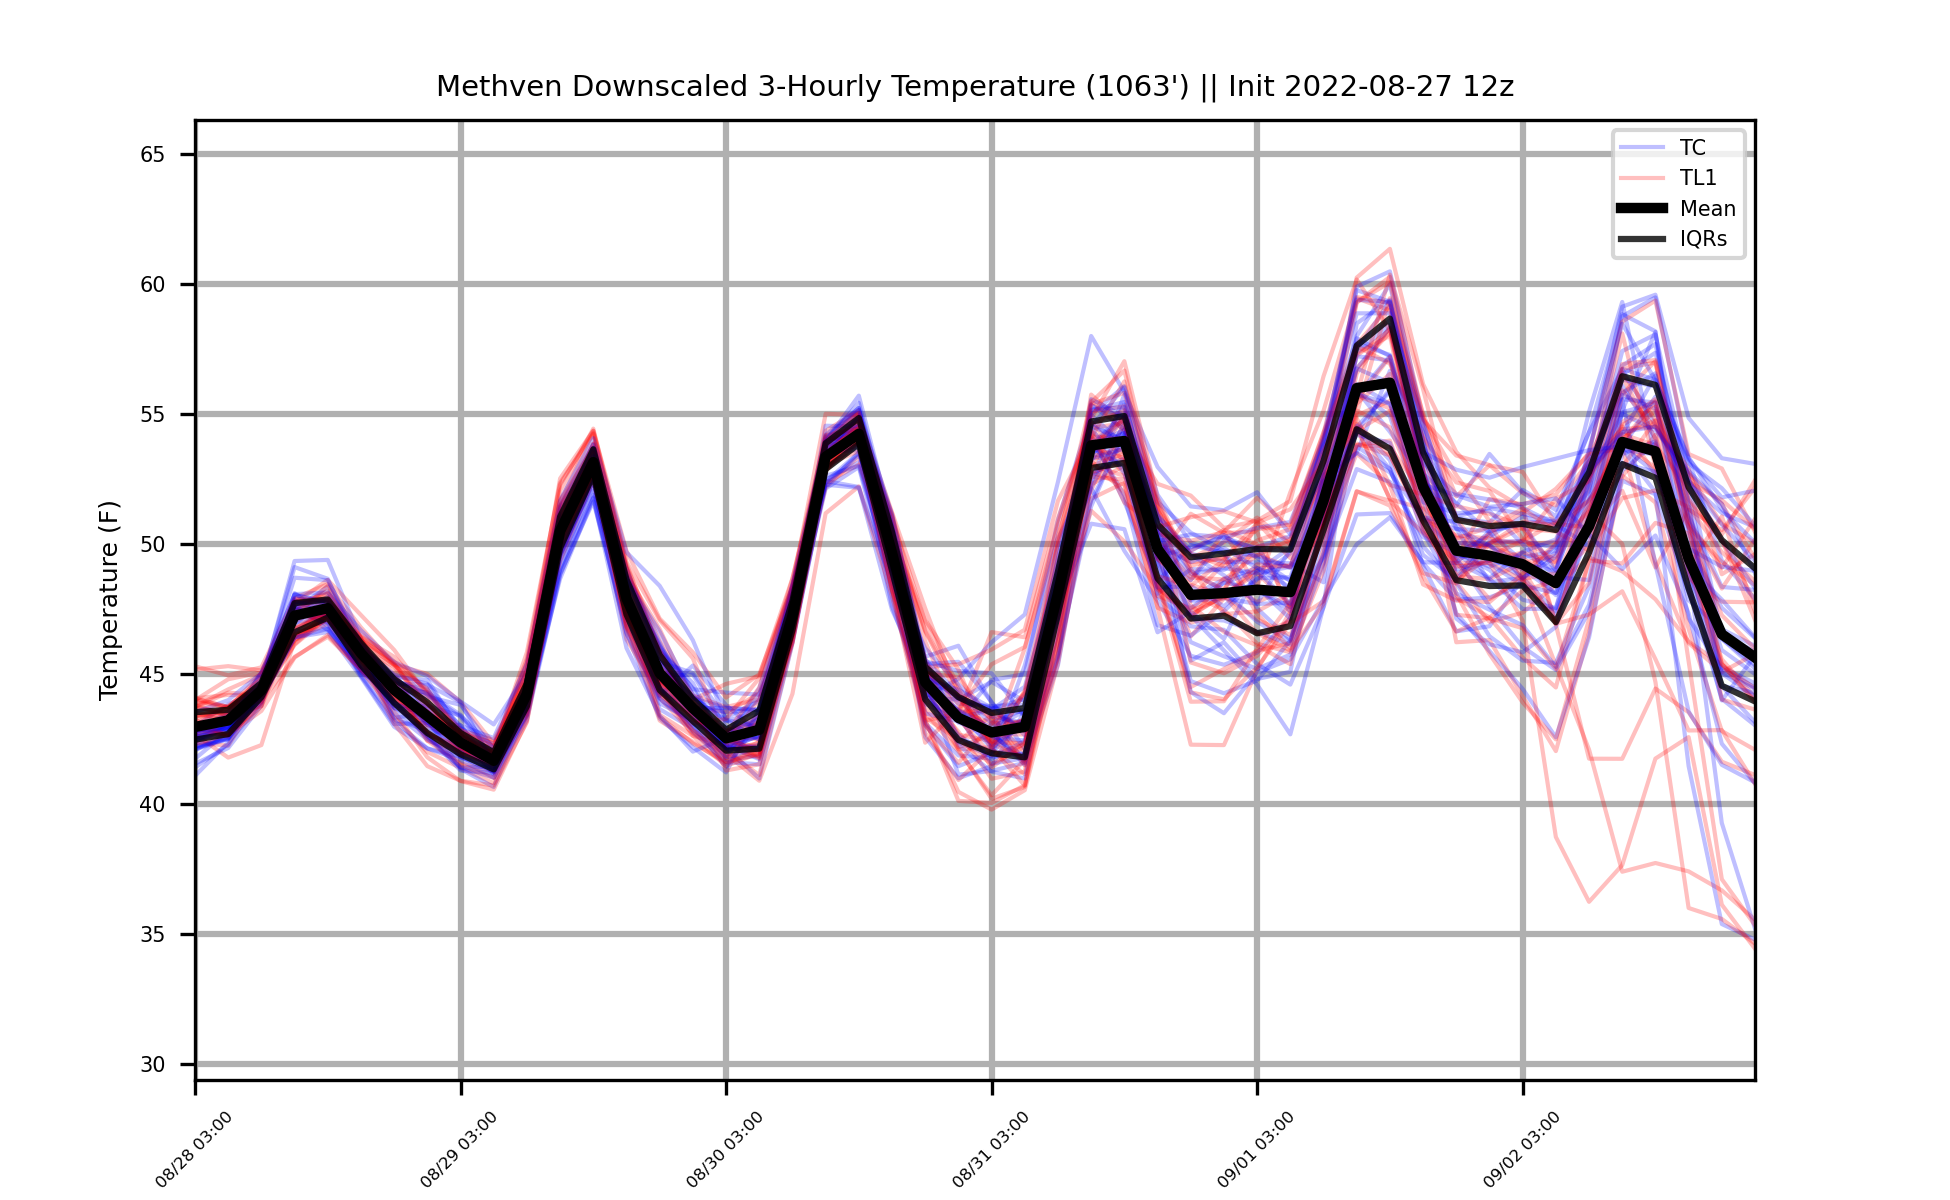 Methven Downscaled 3-Hourly Temperature (1063') || Init 2022-08-27 12z
TC
TL1
Mean
IQRs
Temperature (F)
65
60
55
50
45
40
35
30
08/28 03:00
08/29 03:00
08/30 03:00
08/31 03:00
09/01 03:00
09/02 03:00